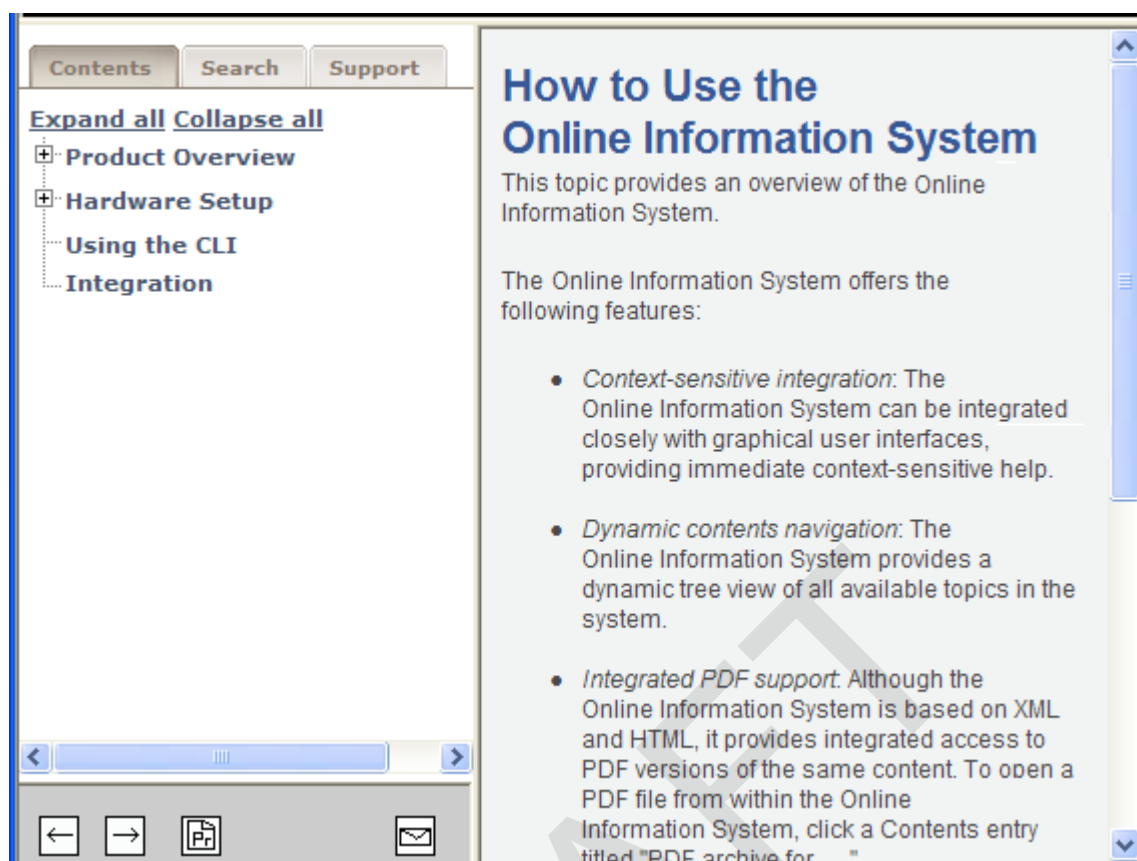 Contents Search Support
Expand all Collapse all
Product Overview
Hardware Setup
Using the CLI
Integration
How to Use the
Online Information System
This topic provides an overview of the Online
Information System.
The Online Information System offers the
following features:
● Context-sensitive integration: The
Online Information System can be integrated
closely with graphical user interfaces,
providing immediate context-sensitive help.
● Dynamic contents navigation: The
Online Information System provides a
dynamic tree view of all available topics in the
system.
● Integrated PDF support: Although the
Online Information System is based on XML
and HTML, it provides integrated access to
PDF versions of the same content. To open a
PDF file from within the Online
Information System, click a Contents entry
titled "PDF archive for ... "
Pr